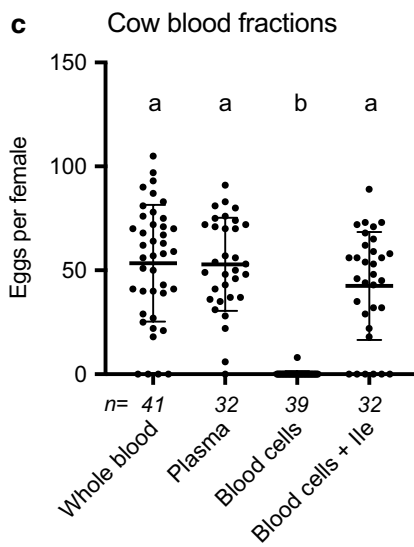 c Cow blood fractions
150
a a b a
100
Eggs per female
50
0
n= 41 32 39 32
Whole blood
Plasma
Blood cells
Blood cells + Ile